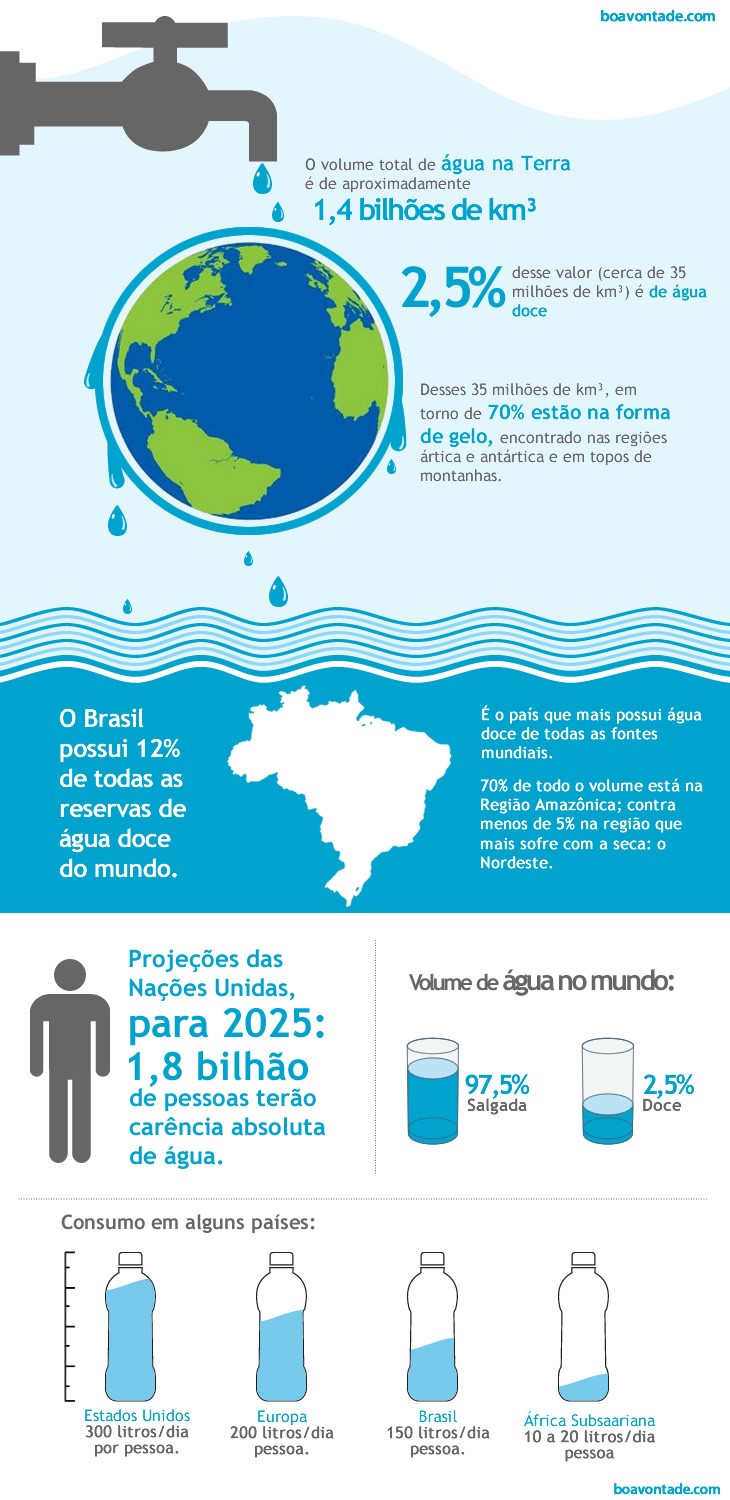 boavontade.com
O volume total de água na Terra
é de aproximadamente
1,4 bilhões de km³
2,5%
desse valor (cerca de 35
milhões de km³) é de água
doce
Desses 35 milhões de km³, em
torno de 70% estão na forma
de gelo, encontrado nas regiões
ártica e antártica e em topos de
montanhas.
O Brasil
possui 12%
de todas as
reservas de
água doce
do mundo.
É o país que mais possui água
doce de todas as fontes
mundiais.
70% de todo o volume está na
Região Amazônica; contra
menos de 5% na região que
mais sofre com a seca: o
Nordeste.
Projeções das
Nações Unidas,
para 2025:
1,8 bilhão
de pessoas terão
carência absoluta
de água.
Volume de água no mundo:
97,5%
Salgada
2,5%
Doce
Consumo em alguns países:
Estados Unidos
300 litros/dia
por pessoa.
Europa
200 litros/dia
pessoa.
Brasil
150 litros/dia
pessoa.
África Subsaariana
10 a 20 litros/dia
pessoa
boavontade.com